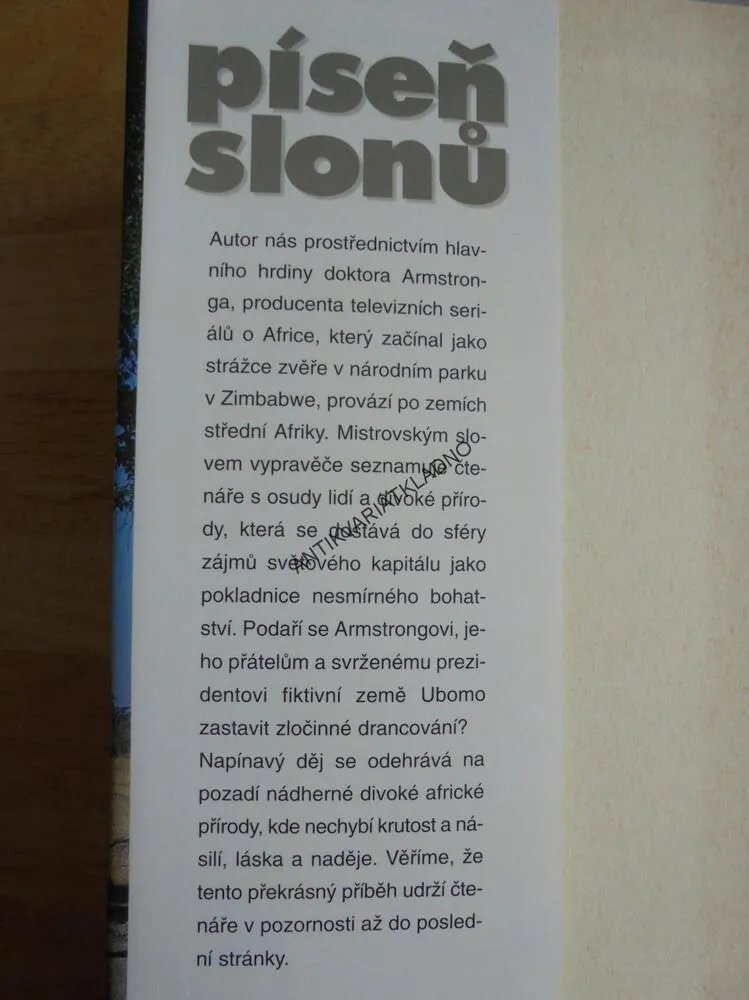 píseň
slonů
Autor nás prostřednictvím hlav-
ního hrdiny doktora Armstron-
ga, producenta televizních seri-
álů o Africe, který začínal jako
strážce zvěře v národním parku
v Zimbabwe, provází po zemích
střední Afriky. Mistrovským slo-
vem vypravěče seznamuje čte-
náře s osudy lidí a divoké příro-
dy, která se dostává do sféry
zájmů světového kapitálu jako
pokladnice nesmírného bohat-
ství. Podaří se Armstrongovi, je-
ho přátelům a svrženému prezi-
dentovi fiktivní země Ubomo
zastavit zločinné drancování?
Napínavý děj se odehrává na
pozadí nádherné divoké africké
přírody, kde nechybí krutost a ná-
silí, láska a naděje. Věříme, že
tento překrásný příběh udrží čte-
náře v pozornosti až do posled-
ní stránky.
ANTIKVARIATKLADNO